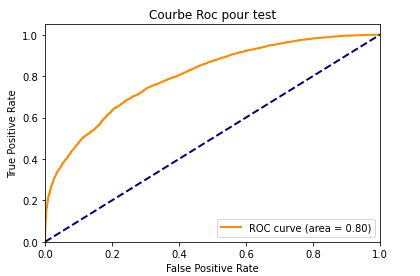 Courbe Roc pour test
True Positive Rate
1.0
0.8
0.6
0.4
0.2
0.0
ROC curve (area = 0.80)
0.0 0.2 0.4 0.6 0.8 1.0
False Positive Rate